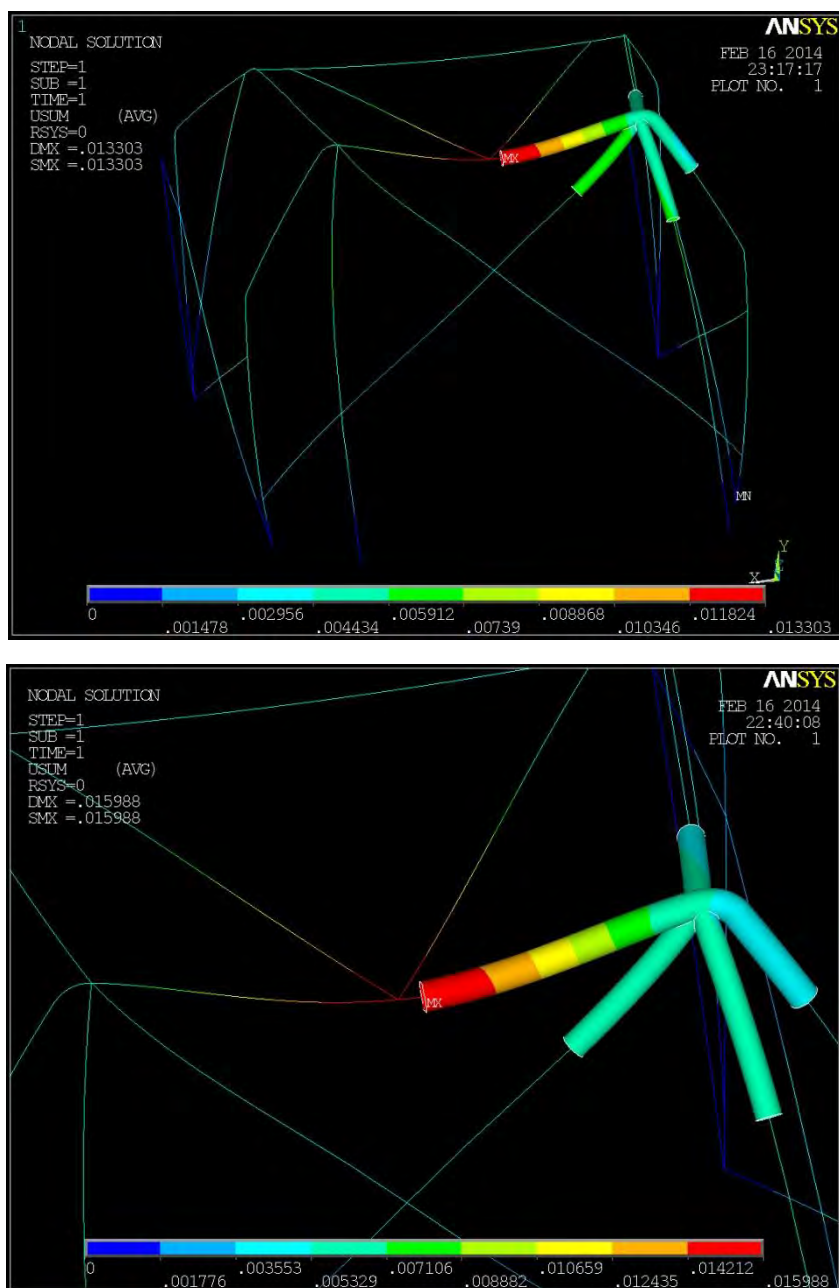 1
NODAL SOLUTION
STEP=1
SUB =1
TIME=1
USUM (AVG)
RSYS=0
DMX =.013303
SMX =.013303
ANSYS
FEB 16 2014
23:17:17
PLOT NO. 1
MX
MN
Y
X
0 .002956 .005912 .008868 .011824
.001478 .004434 .00739 .010346 .013303
NODAL SOLUTION
STEP=1
SUB =1
TIME=1
USUM (AVG)
RSYS=0
DMX =.015988
SMX =.015988
ANSYS
FEB 16 2014
22:40:08
PLOT NO. 1
MX
0 .003553 .007106 .010659 .014212
.001776 .005329 .008882 .012435 .015988